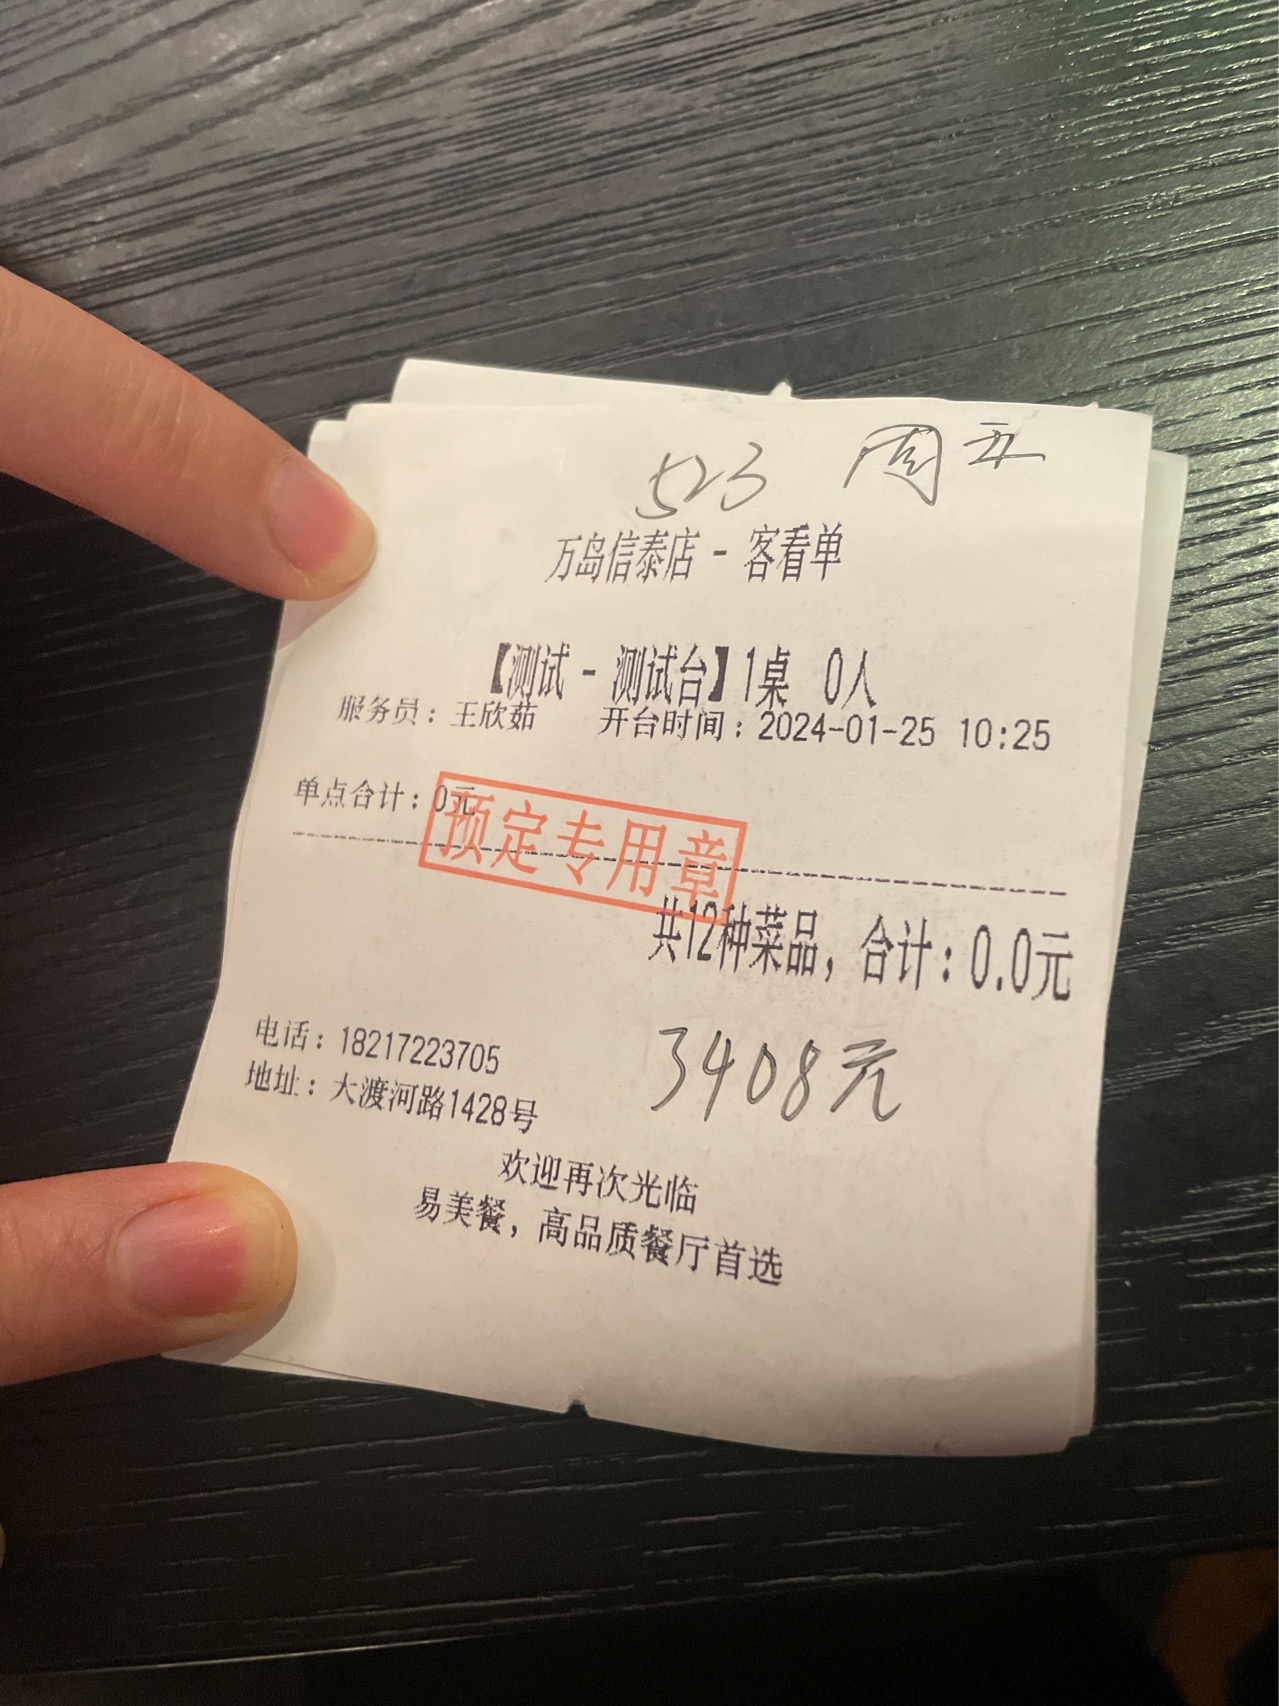 523 周五
万岛信泰店 - 客看单
【测试 - 测试台】1桌 0人
服务员：王欣茹 开台时间：2024-01-25 10:25
单点合计：0元
预定专用章
共12种菜品，合计：0.0元
3408元
电话：18217223705
地址：大渡河路1428号
欢迎再次光临
易美餐，高品质餐厅首选